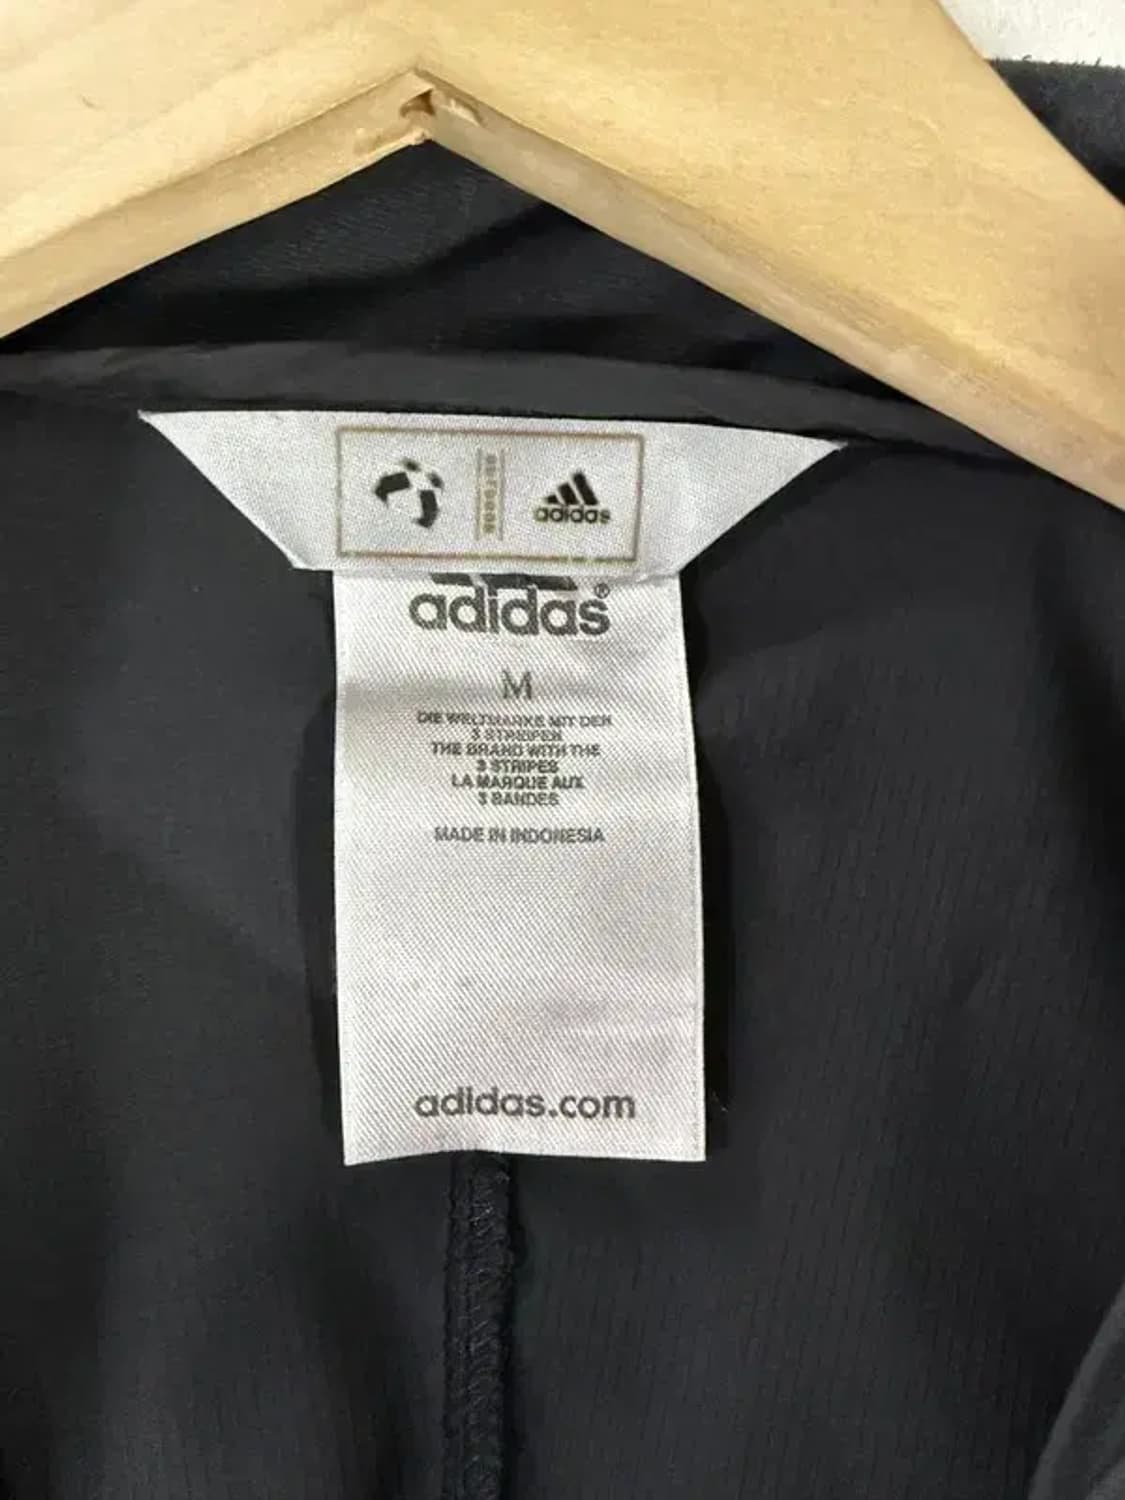 adidas
adidas®
M
DIE WELTMARKE MIT DEN
3 STREIFEN
THE BRAND WITH THE
3 STRIPES
LA MARQUE AUX
3 BANDES
MADE IN INDONESIA
adidas.com